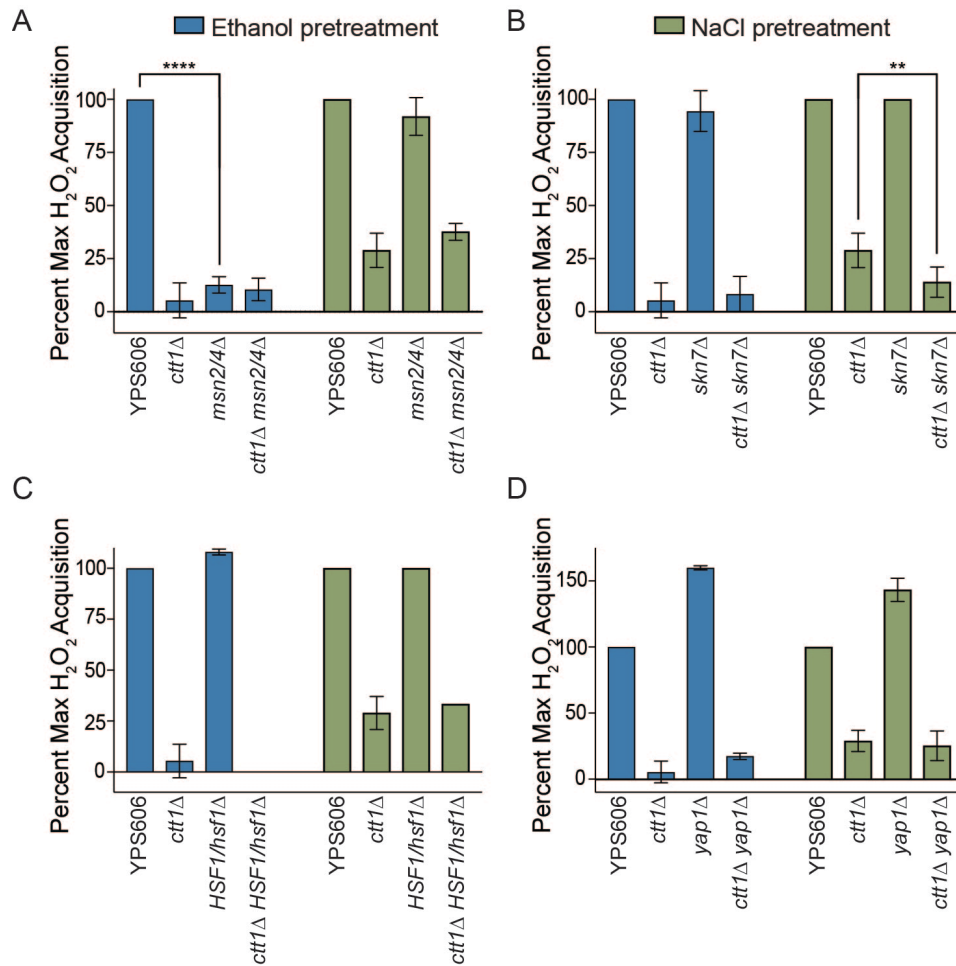 A
Ethanol pretreatment
B
NaCl pretreatment
Percent Max H₂O₂ Acquisition
100
75
50
25
0
****
YPS606
ctt1Δ
msn2/4Δ
ctt1Δ msn2/4Δ
YPS606
ctt1Δ
msn2/4Δ
ctt1Δ msn2/4Δ
Percent Max H₂O₂ Acquisition
100
75
50
25
0
**
YPS606
ctt1Δ
skn7Δ
ctt1Δ skn7Δ
YPS606
ctt1Δ
skn7Δ
ctt1Δ skn7Δ
C
Percent Max H₂O₂ Acquisition
100
75
50
25
0
YPS606
ctt1Δ
HSF1/hsf1Δ
ctt1Δ HSF1/hsf1Δ
YPS606
ctt1Δ
HSF1/hsf1Δ
ctt1Δ HSF1/hsf1Δ
D
Percent Max H₂O₂ Acquisition
150
100
50
0
YPS606
ctt1Δ
yap1Δ
ctt1Δ yap1Δ
YPS606
ctt1Δ
yap1Δ
ctt1Δ yap1Δ